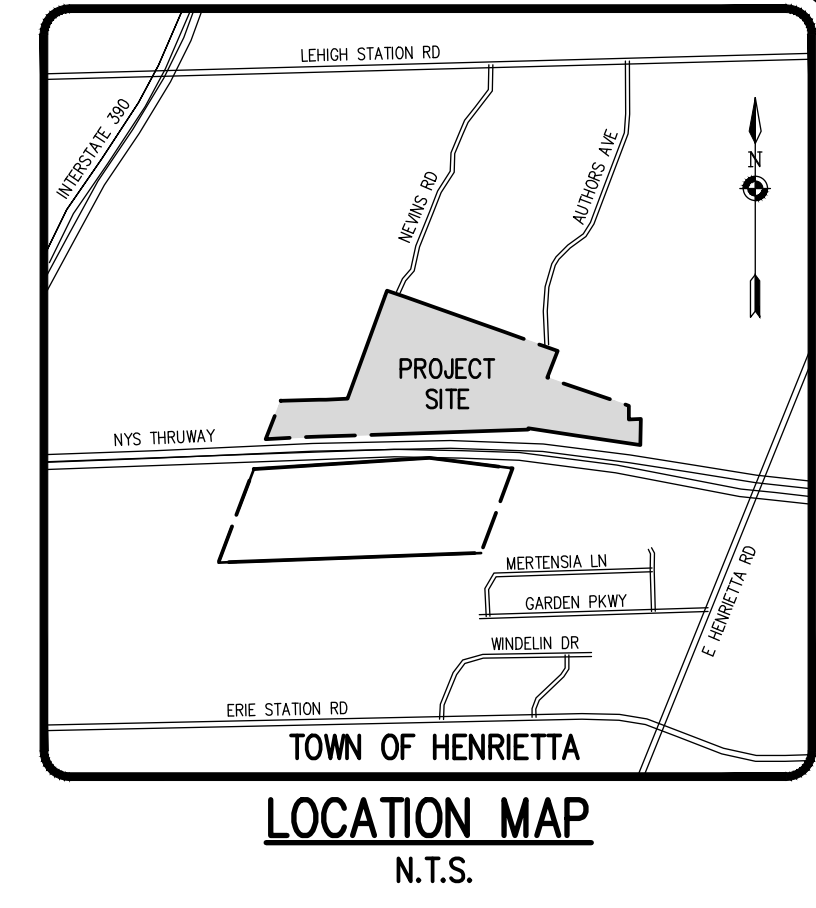 LEHIGH STATION RD
INTERSTATE 390
NEVINS RD
AUTHORS AVE
N
PROJECT
SITE
NYS THRUWAY
MERTENSIA LN
GARDEN PKWY
E HENRIETTA RD
WINDELIN DR
ERIE STATION RD
TOWN OF HENRIETTA
LOCATION MAP
N.T.S.